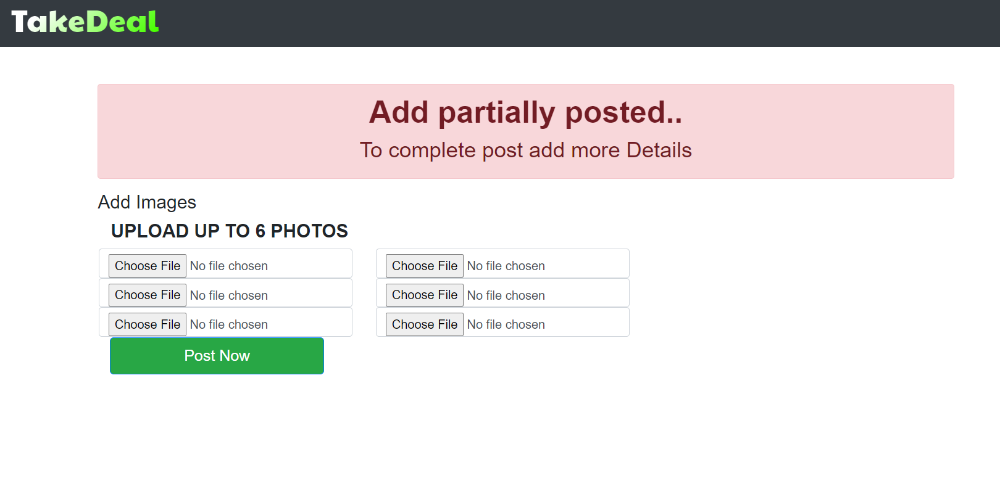 TakeDeal
Add partially posted..
To complete post add more Details
Add Images
UPLOAD UP TO 6 PHOTOS
Choose File No file chosen Choose File No file chosen
Choose File No file chosen Choose File No file chosen
Choose File No file chosen Choose File No file chosen
Post Now